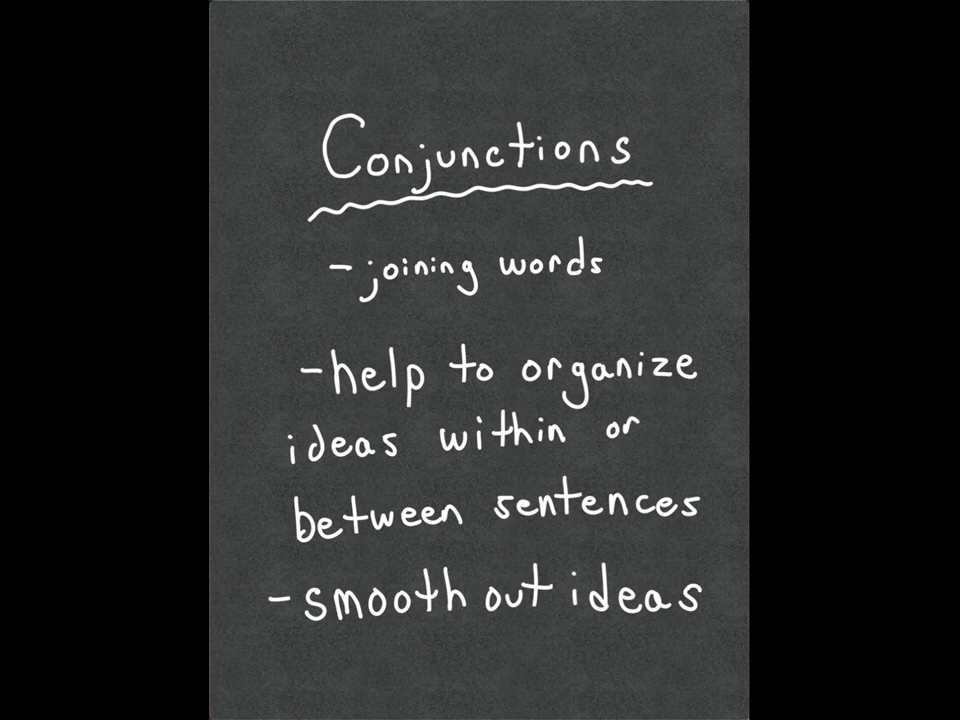 Conjunctions
- joining words
- help to organize
ideas within or
between sentences
- smooth out ideas